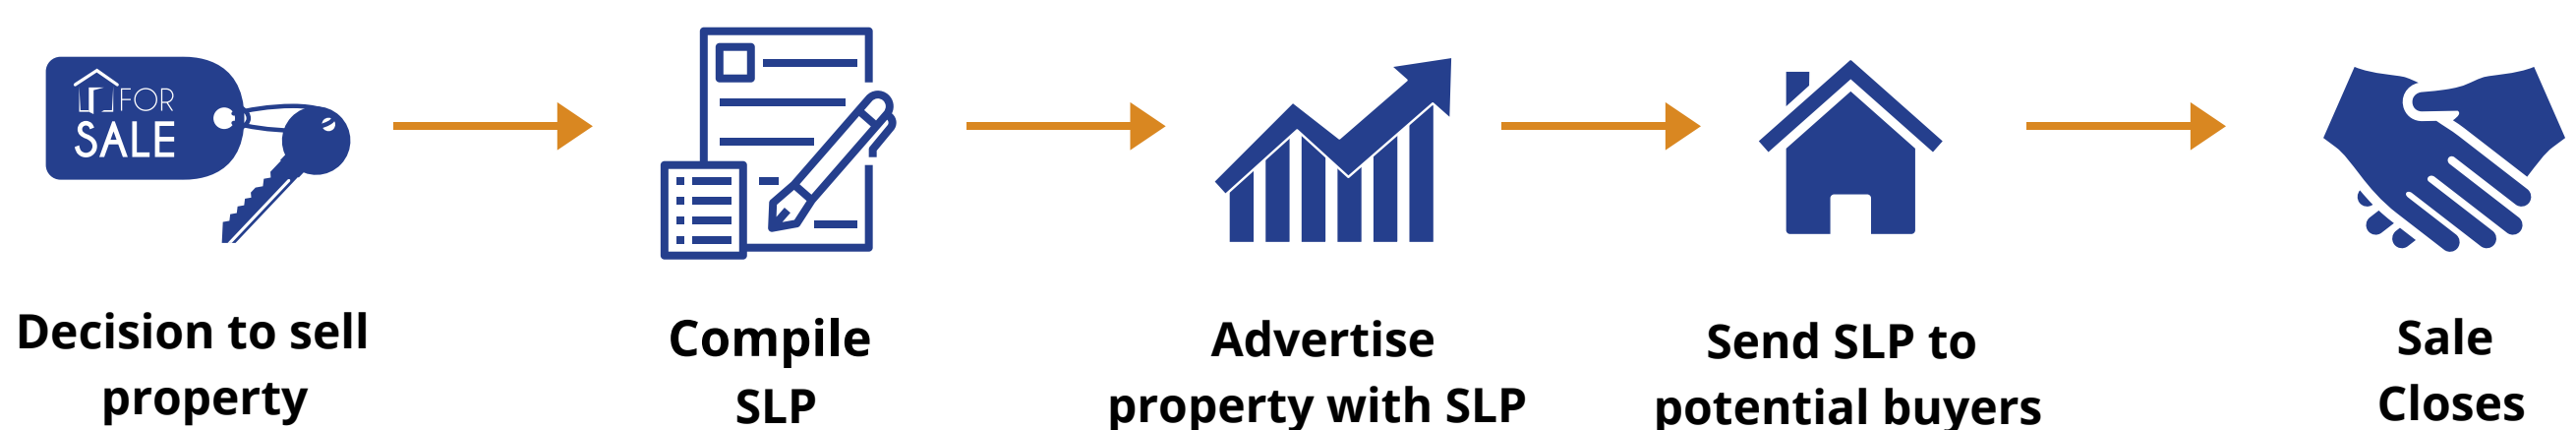 FOR
SALE
Decision to sell
property
Compile
SLP
Advertise
property with SLP
Send SLP to
potential buyers
Sale
Closes